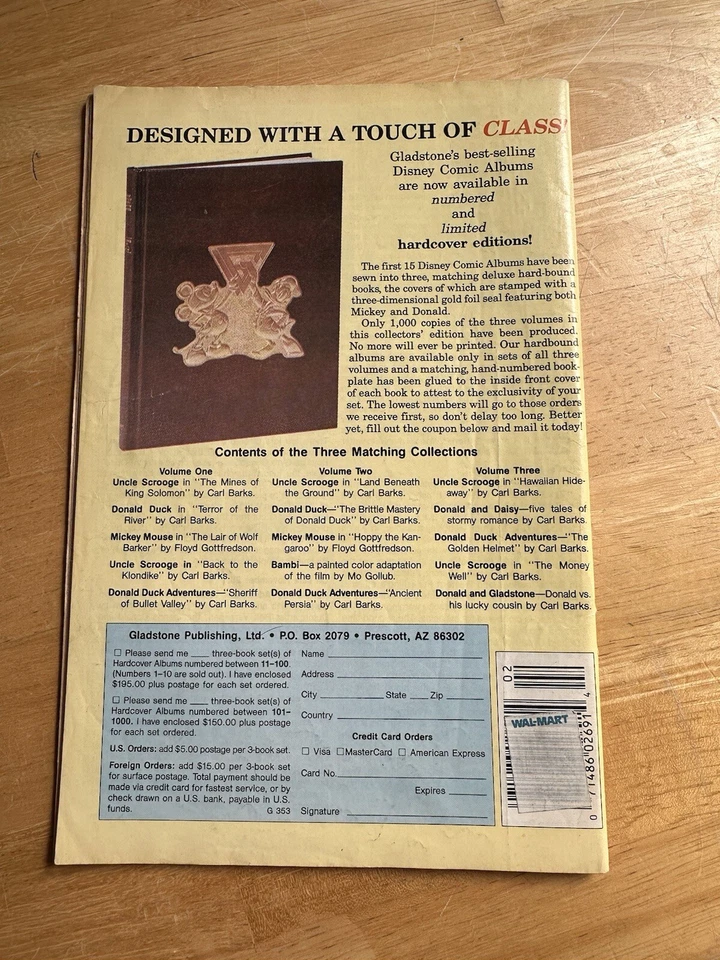 DESIGNED WITH A TOUCH OF CLASS!
Gladstone's best-selling
Disney Comic Albums
are now available in
numbered
and
limited
hardcover editions!
The first 15 Disney Comic Albums have been
sewn into three, matching deluxe hard-bound
books, the covers of which are stamped with a
three-dimensional gold foil seal featuring both
Mickey and Donald.
Only 1,000 copies of the three volumes in
this collectors' edition have been produced.
No more will ever be printed. Our hardbound
albums are available only in sets of all three
volumes and a matching, hand-numbered book-
plate has been glued to the inside front cover
of each book to attest to the exclusivity of your
set. The lowest numbers will go to those orders
we receive first, so don't delay too long. Better
yet, fill out the coupon below and mail it today!
Contents of the Three Matching Collections
Volume One
Uncle Scrooge in "The Mines of
King Solomon" by Carl Barks.
Donald Duck in "Terror of the
River" by Carl Barks.
Mickey Mouse in "The Lair of Wolf
Barker" by Floyd Gottfredson.
Uncle Scrooge in "Back to the
Klondike" by Carl Barks.
Donald Duck Adventures—"Sheriff
of Bullet Valley" by Carl Barks.
Volume Two
Uncle Scrooge in "Land Beneath
the Ground" by Carl Barks.
Donald Duck—"The Brittle Mastery
of Donald Duck" by Carl Barks.
Mickey Mouse in "Hoppy the Kan-
garoo" by Floyd Gottfredson.
Bambi—a painted color adaptation
of the film by Mo Gollub.
Donald Duck Adventures—"Ancient
Persia" by Carl Barks.
Volume Three
Uncle Scrooge in "Hawaiian Hide-
away" by Carl Barks.
Donald and Daisy—five tales of
stormy romance by Carl Barks.
Donald Duck Adventures—"The
Golden Helmet" by Carl Barks.
Uncle Scrooge in "The Money
Well" by Carl Barks.
Donald and Gladstone—Donald vs.
his lucky cousin by Carl Barks.
Gladstone Publishing, Ltd. • P.O. Box 2079 • Prescott, AZ 86302
☐ Please send me ___ three-book set(s) of
Hardcover Albums numbered between 11–100.
(Numbers 1–10 are sold out). I have enclosed
$195.00 plus postage for each set ordered.
☐ Please send me ___ three-book set(s) of
Hardcover Albums numbered between 101–
1000. I have enclosed $150.00 plus postage
for each set ordered.
U.S. Orders: add $5.00 postage per 3-book set.
Foreign Orders: add $15.00 per 3-book set
for surface postage. Total payment should be
made via credit card for fastest service, or by
check drawn on a U.S. bank, payable in U.S.
funds. G 353
Name
Address
City State Zip
Country
Credit Card Orders
☐ Visa ☐ MasterCard ☐ American Express
Card No.
Expires
Signature
02
WAL-MART
0 71486 02691 4